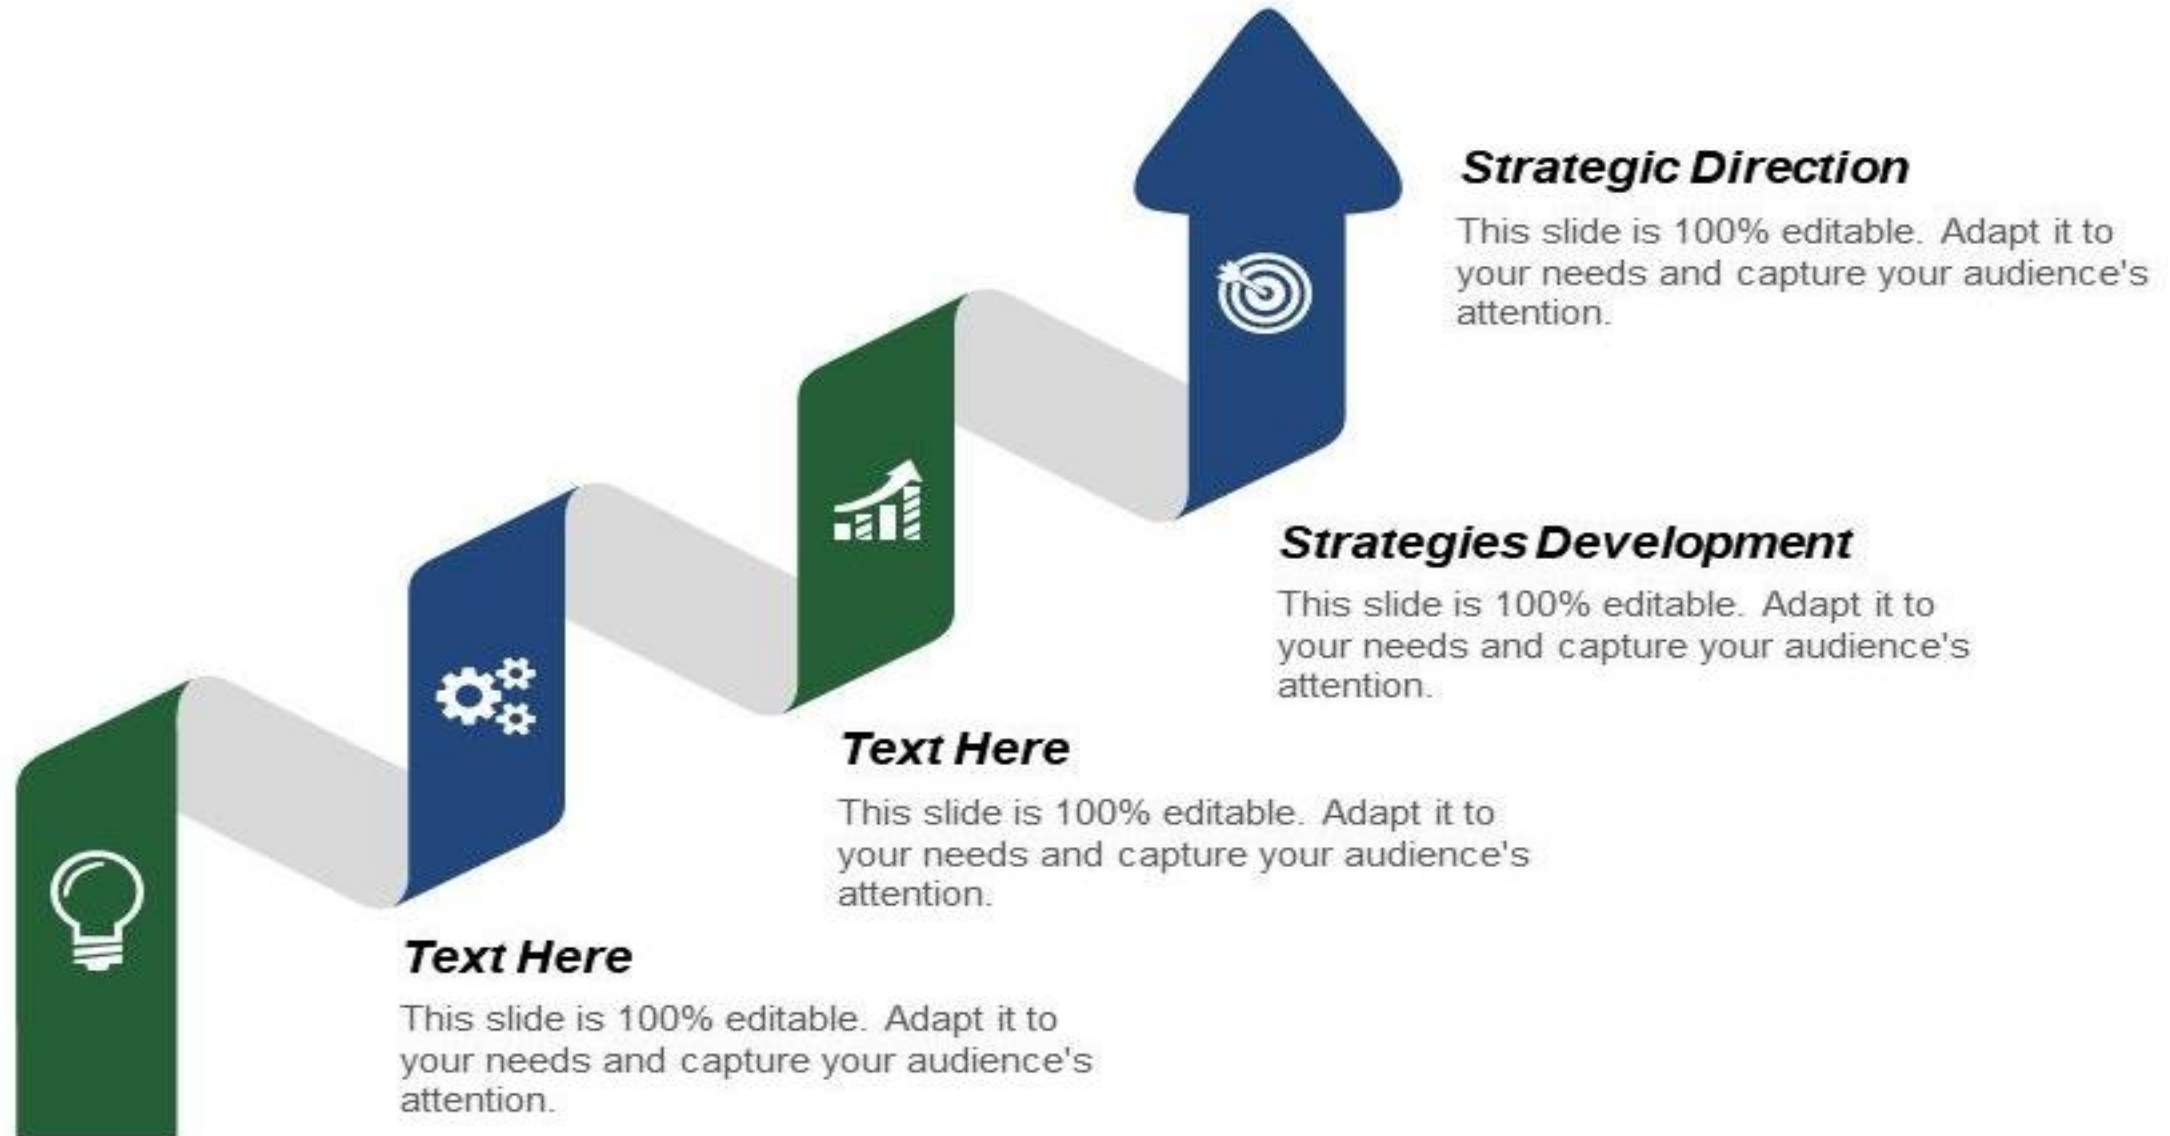 Strategic Direction
This slide is 100% editable. Adapt it to
your needs and capture your audience's
attention.
Strategies Development
This slide is 100% editable. Adapt it to
your needs and capture your audience's
attention.
Text Here
This slide is 100% editable. Adapt it to
your needs and capture your audience's
attention.
Text Here
This slide is 100% editable. Adapt it to
your needs and capture your audience's
attention.